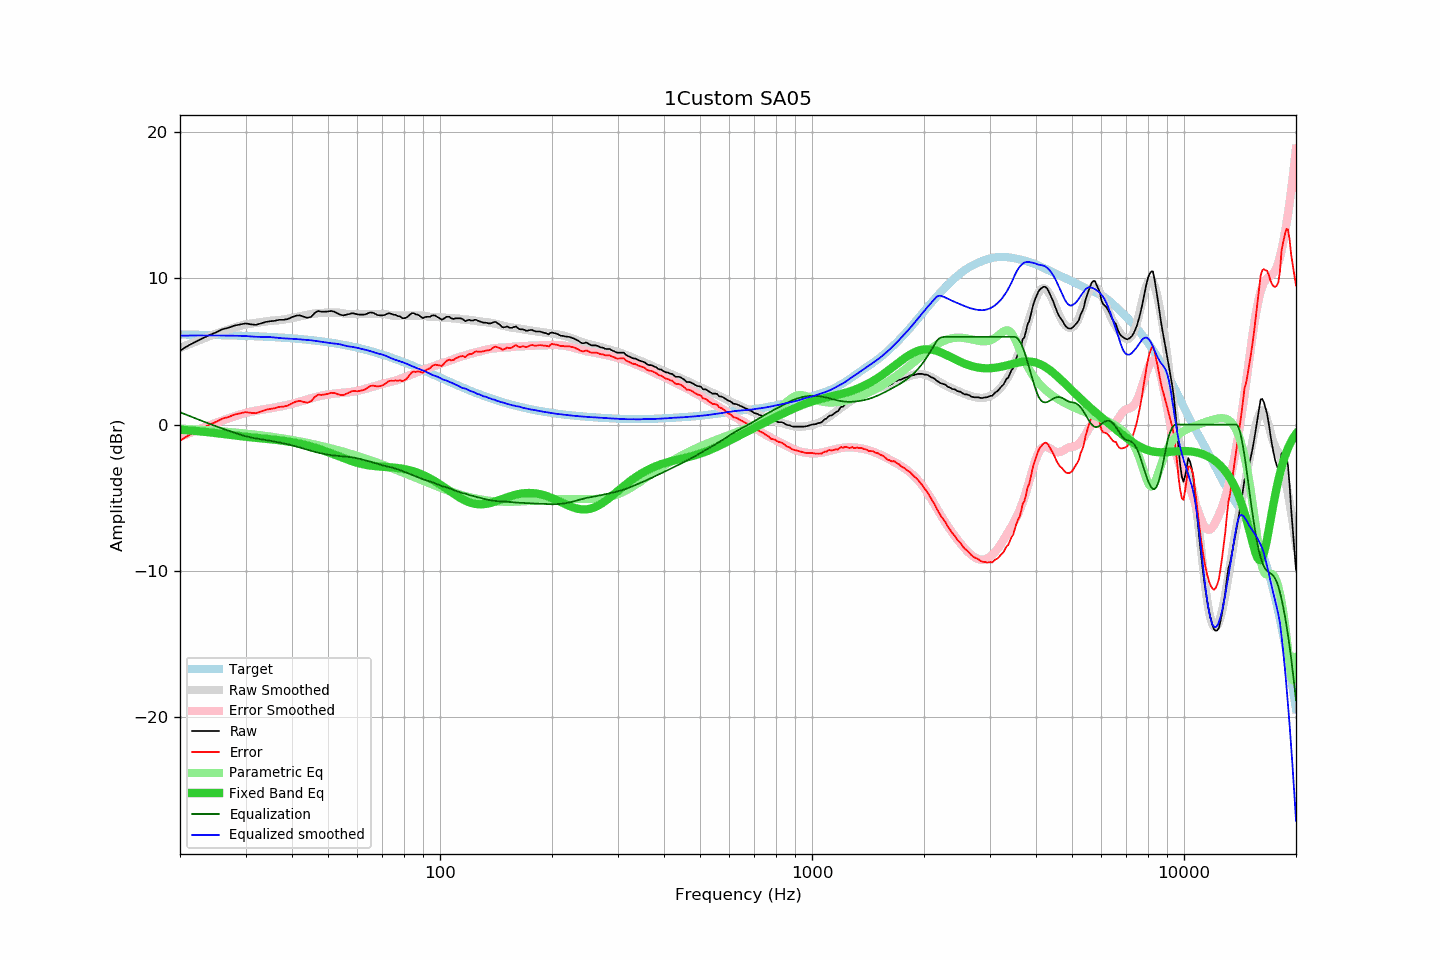 1Custom SA05
20
10
0
−10
−20
Amplitude (dBr)
Target
Raw Smoothed
Error Smoothed
Raw
Error
Parametric Eq
Fixed Band Eq
Equalization
Equalized smoothed
100
1000
10000
Frequency (Hz)